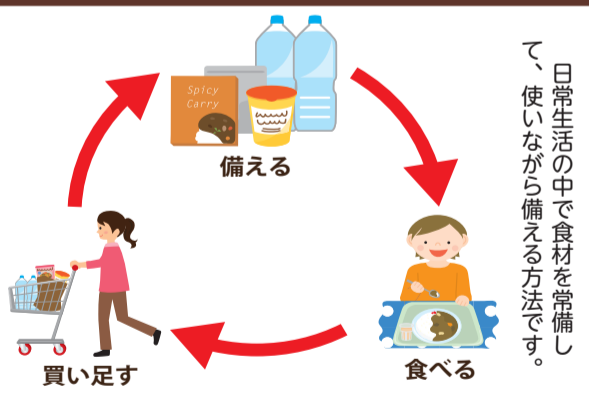 日常生活の中で食材を常備し
て、使いながら備える方法です。
Spicy
Carry
備える
食べる
買い足す